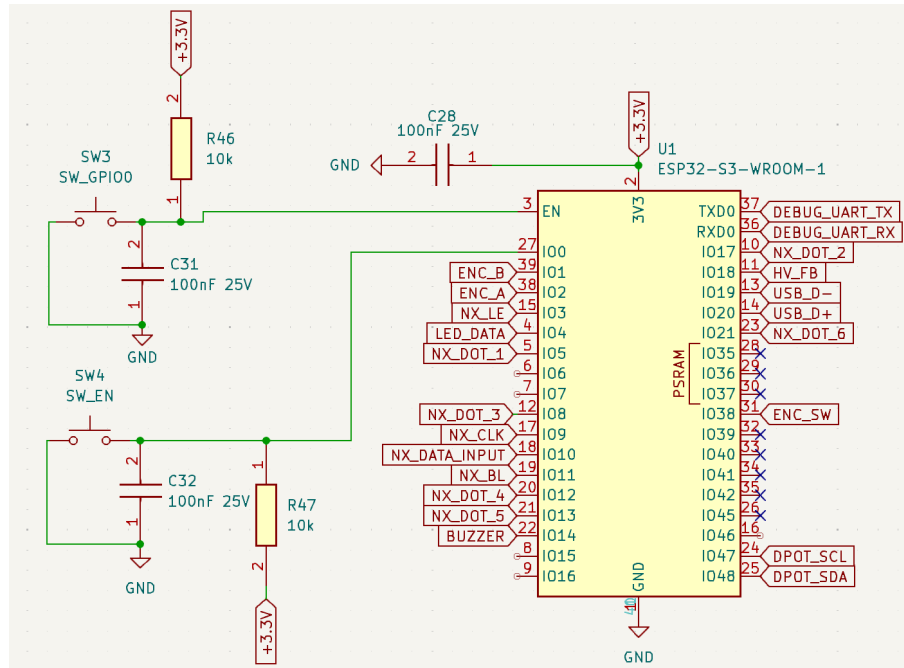 +3.3V
2
R46
10k
1
SW3
SW_GPIO0
2
C31
100nF 25V
1
GND
SW4
SW_EN
2
C32
100nF 25V
1
GND
1
R47
10k
2
+3.3V
C28
100nF 25V
GND
2
1
+3.3V
U1
ESP32-S3-WROOM-1
2
3V3
3
EN
27
IO0
ENC_B
39
IO1
ENC_A
38
IO2
NX_LE
15
IO3
LED_DATA
4
IO4
NX_DOT_1
5
IO5
6
IO6
7
IO7
NX_DOT_3
12
IO8
NX_CLK
17
IO9
NX_DATA_INPUT
18
IO10
NX_BL
19
IO11
NX_DOT_4
20
IO12
NX_DOT_5
21
IO13
BUZZER
22
IO14
8
IO15
9
IO16
TXD0
37
DEBUG_UART_TX
RXD0
36
DEBUG_UART_RX
IO17
10
NX_DOT_2
IO18
11
HV_FB
IO19
13
USB_D-
IO20
14
USB_D+
IO21
23
NX_DOT_6
PSRAM
IO35
28
IO36
29
IO37
30
IO38
31
ENC_SW
IO39
32
IO40
33
IO41
34
IO42
35
IO45
26
IO46
16
IO47
24
DPOT_SCL
IO48
25
DPOT_SDA
GND
GND